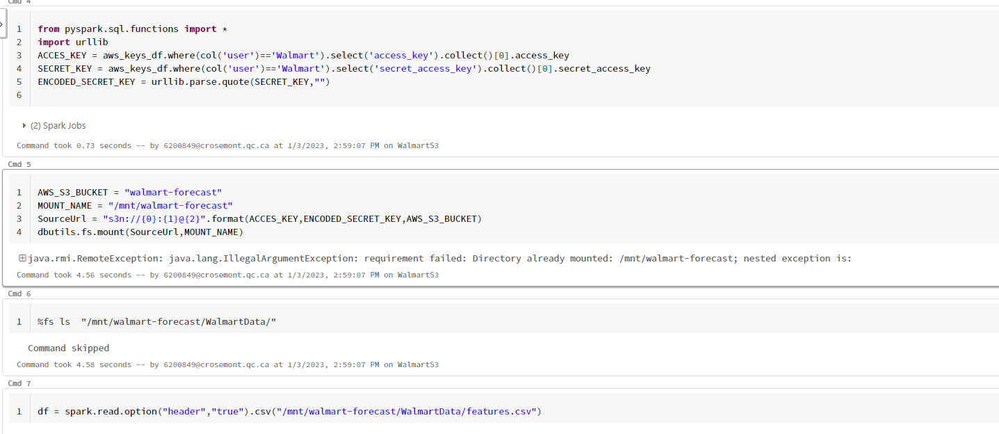 Cmd 4
1 from pyspark.sql.functions import *
2 import urllib
3 ACCES_KEY = aws_keys_df.where(col('user')=='Walmart').select('access_key').collect()[0].access_key
4 SECRET_KEY = aws_keys_df.where(col('user')=='Walmart').select('secret_access_key').collect()[0].secret_access_key
5 ENCODED_SECRET_KEY = urllib.parse.quote(SECRET_KEY,"")
6
(2) Spark Jobs
Command took 0.73 seconds -- by 6200849@crosemont.qc.ca at 1/3/2023, 2:59:07 PM on WalmartS3
Cmd 5
1 AWS_S3_BUCKET = "walmart-forecast"
2 MOUNT_NAME = "/mnt/walmart-forecast"
3 SourceUrl = "s3n://{0}:{1}@{2}".format(ACCES_KEY,ENCODED_SECRET_KEY,AWS_S3_BUCKET)
4 dbutils.fs.mount(SourceUrl,MOUNT_NAME)
java.rmi.RemoteException: java.lang.IllegalArgumentException: requirement failed: Directory already mounted: /mnt/walmart-forecast; nested exception is:
Command took 4.56 seconds -- by 6200849@crosemont.qc.ca at 1/3/2023, 2:59:07 PM on WalmartS3
Cmd 6
1 %fs ls  "/mnt/walmart-forecast/WalmartData/"
Command skipped
Command took 4.58 seconds -- by 6200849@crosemont.qc.ca at 1/3/2023, 2:59:07 PM on WalmartS3
Cmd 7
1 df = spark.read.option("header","true").csv("/mnt/walmart-forecast/WalmartData/features.csv")